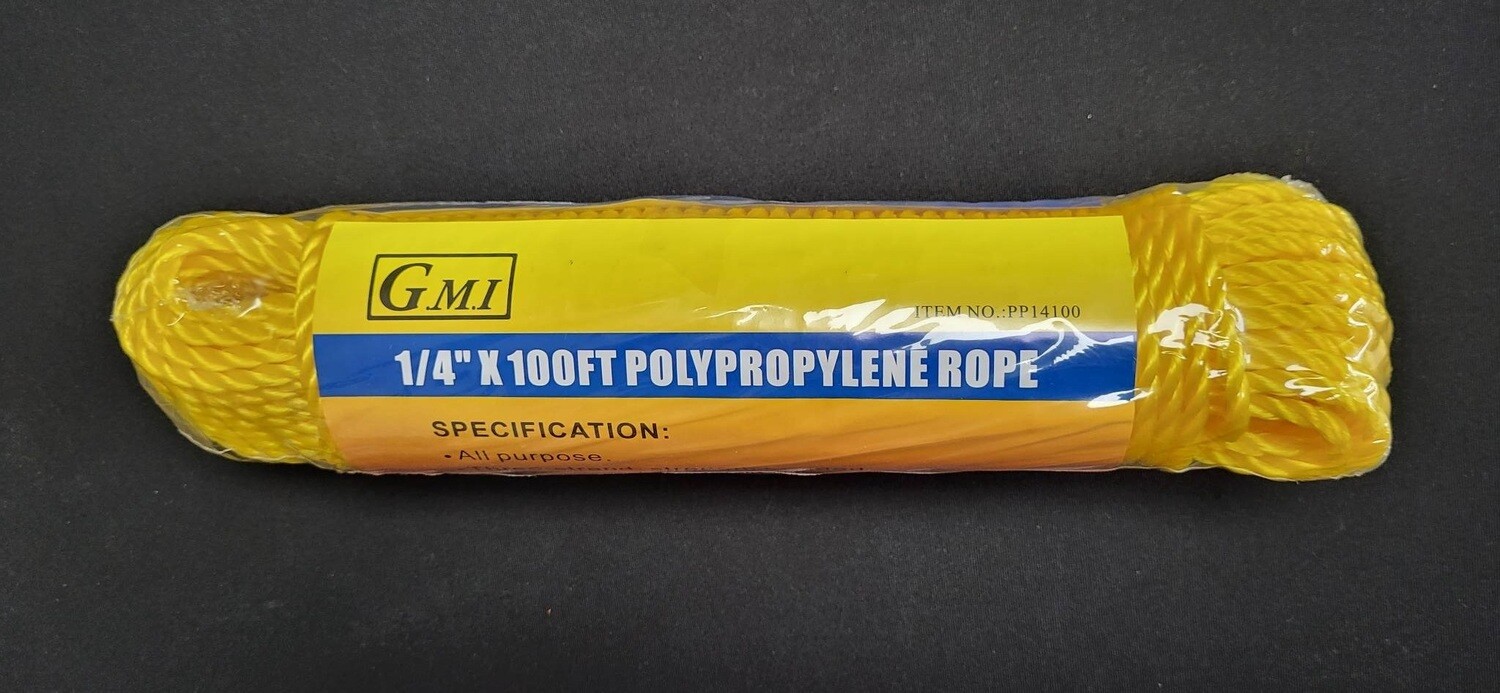 G.M.I
ITEM NO.:PP14100
1/4" X 100FT POLYPROPYLENE ROPE
SPECIFICATION:
•All purpose.